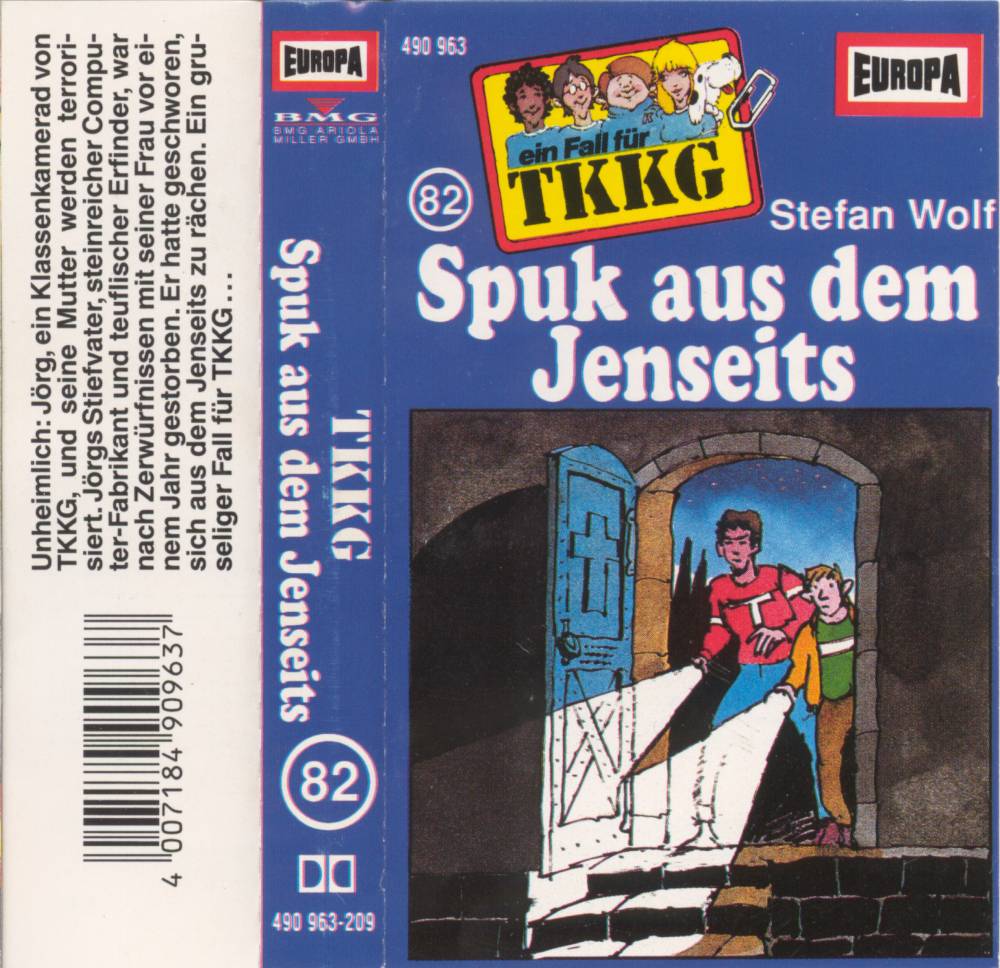 Unheimlich: Jörg, ein Klassenkamerad von
TKKG, und seine Mutter werden terrori-
siert. Jörgs Stiefvater, steinreicher Compu-
ter-Fabrikant und teuflischer Erfinder, war
nach Zerwürfnissen mit seiner Frau vor ei-
nem Jahr gestorben. Er hatte geschworen,
sich aus dem Jenseits zu rächen. Ein gru-
seliger Fall für TKKG...
4 007184 909637
EUROPA
BMG
BMG ARIOLA
MILLER GMBH
TKKG
Spuk aus dem Jenseits
82
490 963-209
490 963
ein Fall für
TKKG
K
EUROPA
82
Stefan Wolf
Spuk aus dem
Jenseits
T